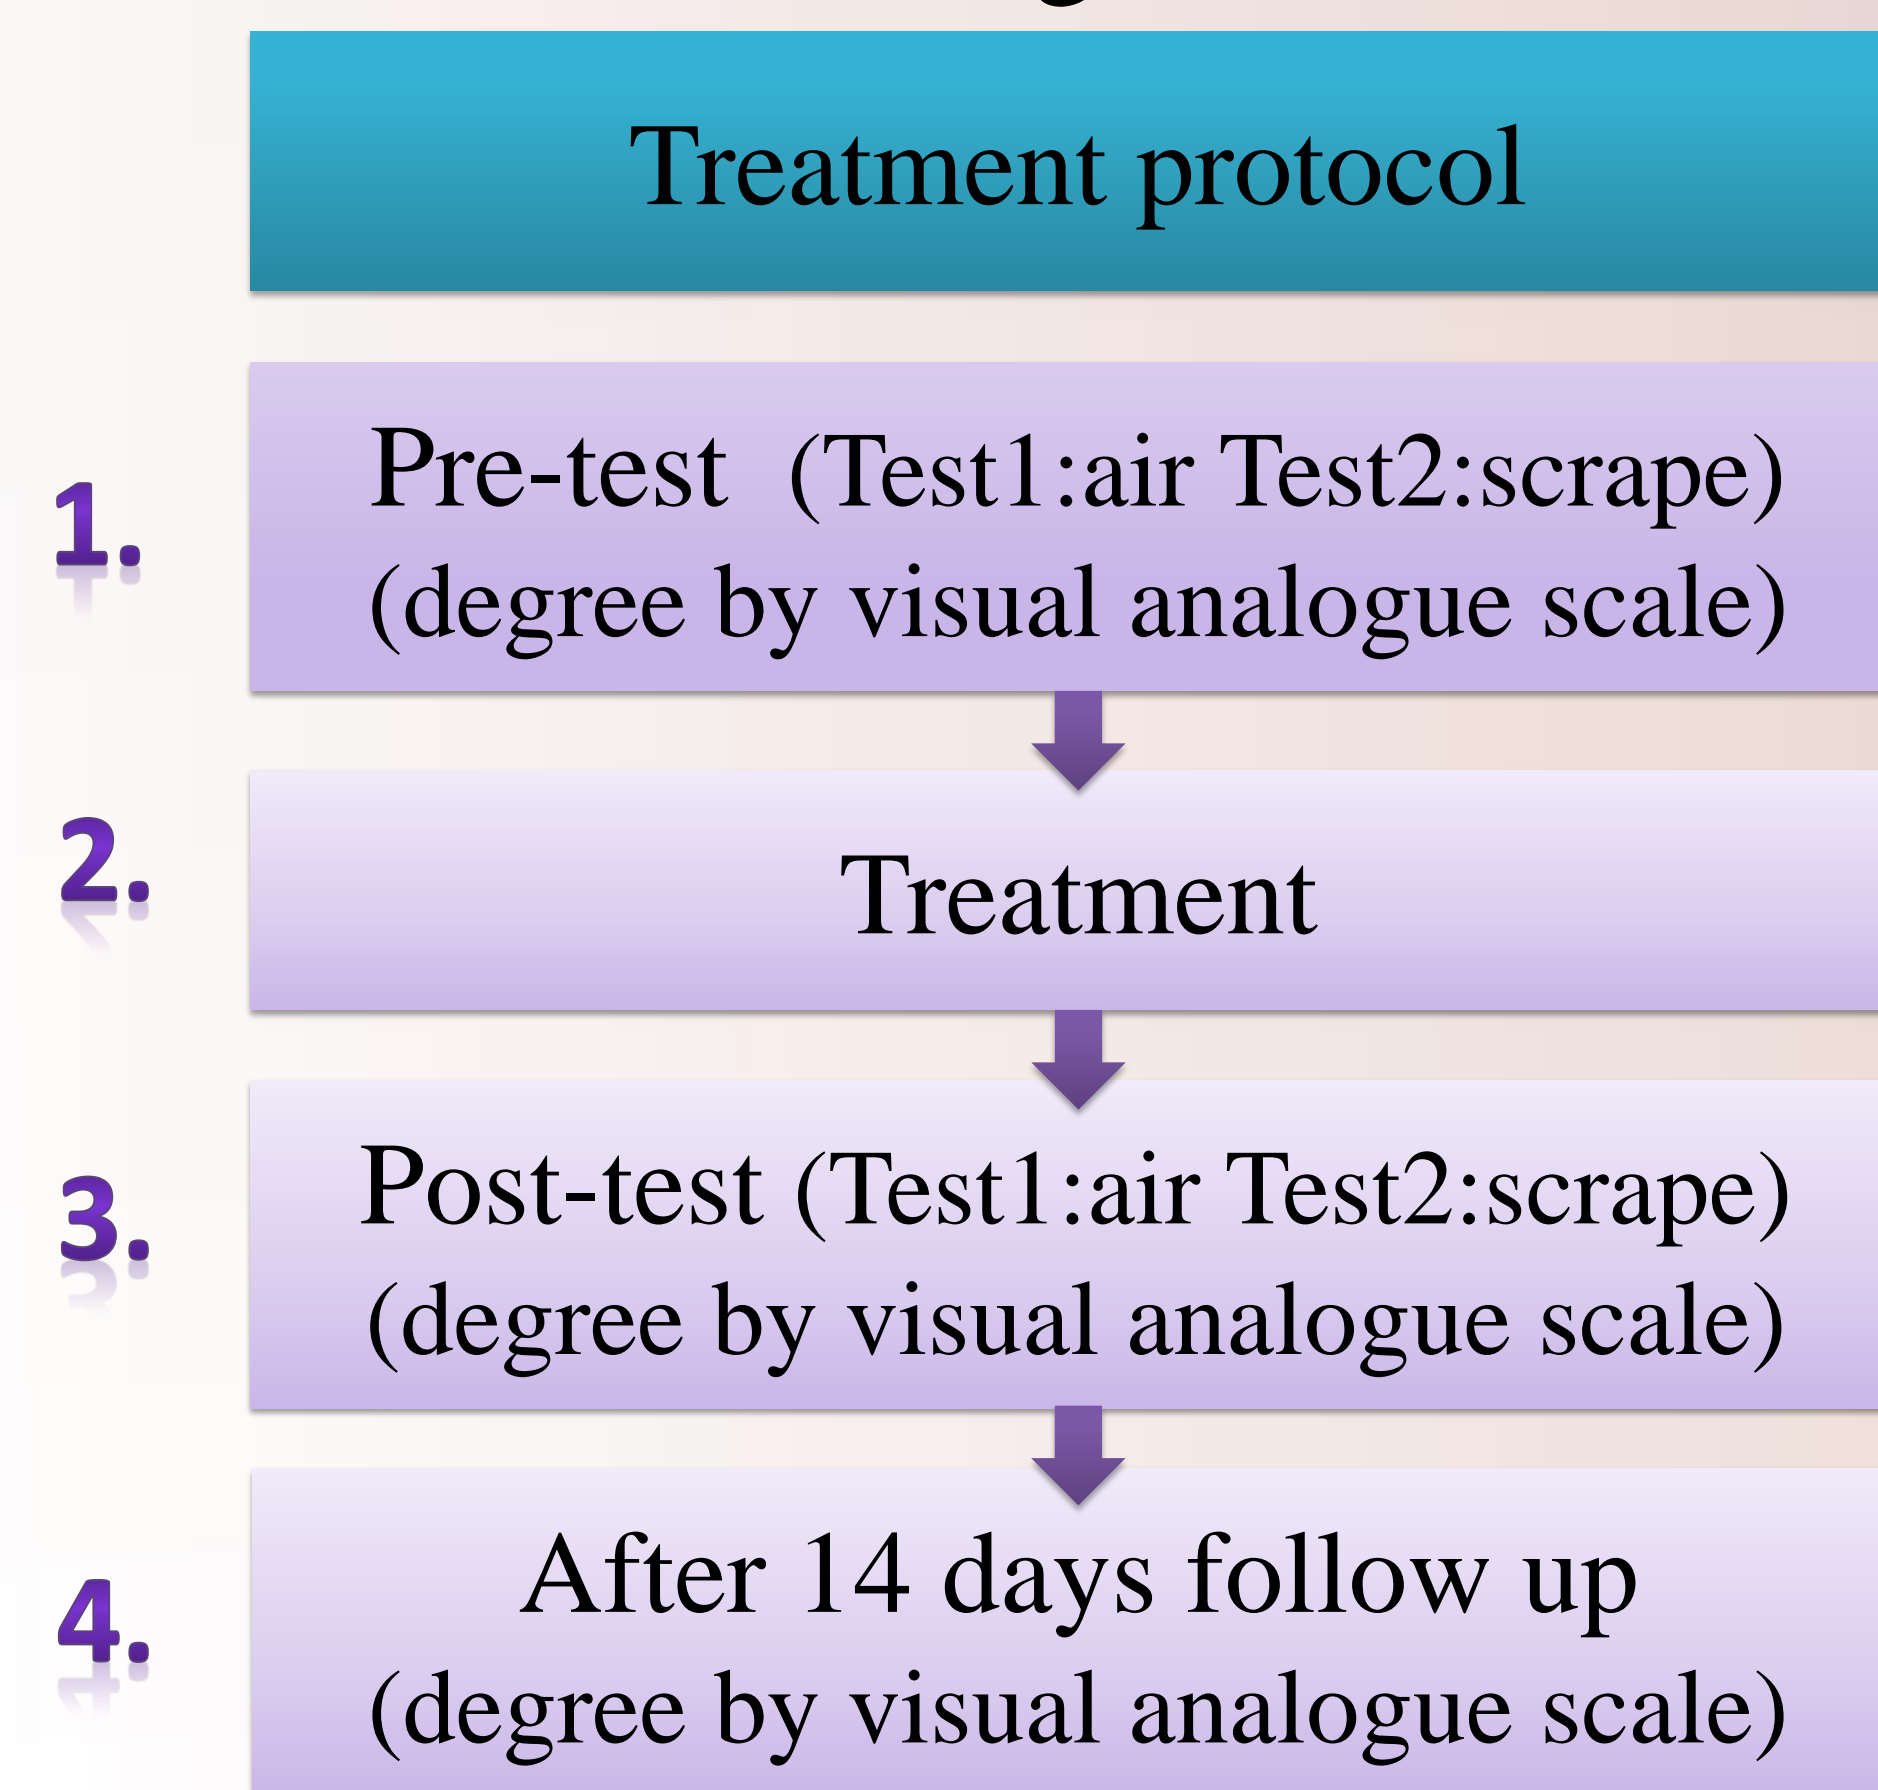 Treatment protocol
1.
Pre-test (Test1:air Test2:scrape)
(degree by visual analogue scale)
2.
Treatment
3.
Post-test (Test1:air Test2:scrape)
(degree by visual analogue scale)
4.
After 14 days follow up
(degree by visual analogue scale)